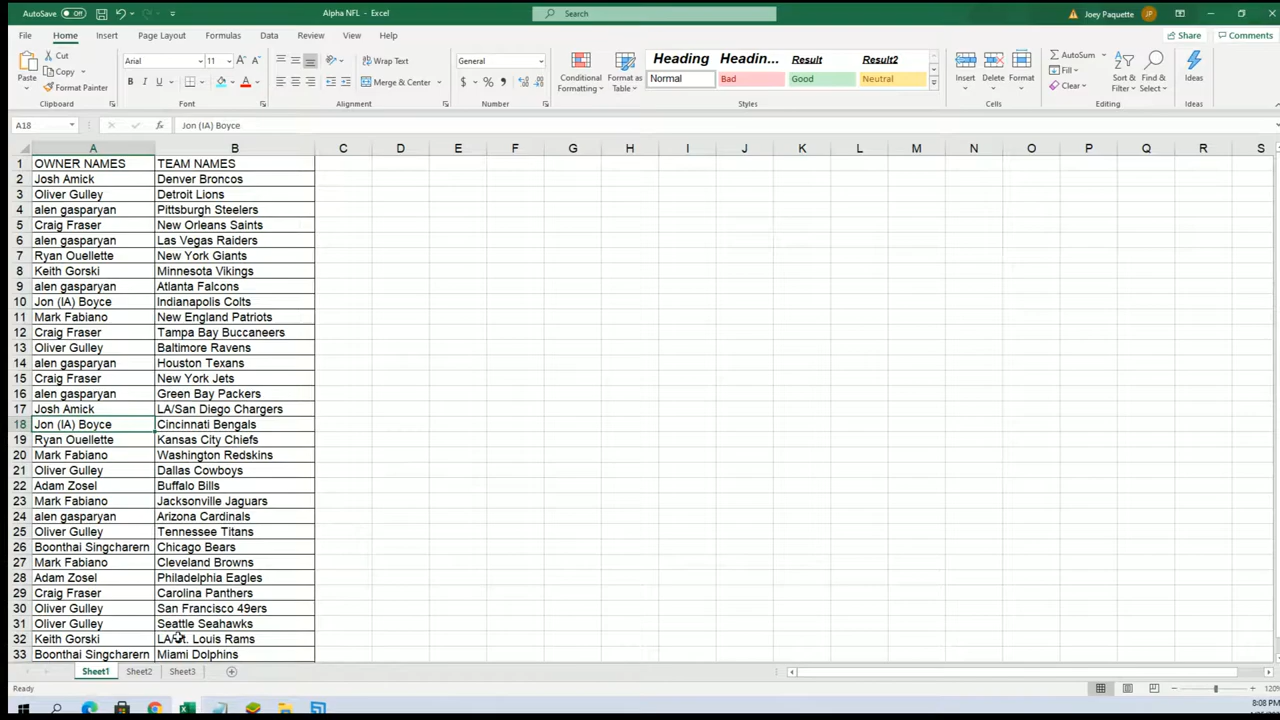 AutoSave Off Alpha NFL - Excel Search Joey Paquette JP
File Home Insert Page Layout Formulas Data Review View Help Share Comments
Paste Cut Copy Format Painter Clipboard
Arial 11 B I U A Font
Wrap Text Merge & Center Alignment
General $ % Number
Conditional Formatting Format as Table
Heading Heading... Result Result2
Normal Bad Good Neutral
Styles
Insert Delete Format Cells
AutoSum Fill Clear Sort & Filter Find & Select Editing
Ideas Ideas
A18 fx Jon (IA) Boyce
A B C D E F G H I J K L M N O P Q R S
1 OWNER NAMES TEAM NAMES
2 Josh Amick Denver Broncos
3 Oliver Gulley Detroit Lions
4 alen gasparyan Pittsburgh Steelers
5 Craig Fraser New Orleans Saints
6 alen gasparyan Las Vegas Raiders
7 Ryan Ouellette New York Giants
8 Keith Gorski Minnesota Vikings
9 alen gasparyan Atlanta Falcons
10 Jon (IA) Boyce Indianapolis Colts
11 Mark Fabiano New England Patriots
12 Craig Fraser Tampa Bay Buccaneers
13 Oliver Gulley Baltimore Ravens
14 alen gasparyan Houston Texans
15 Craig Fraser New York Jets
16 alen gasparyan Green Bay Packers
17 Josh Amick LA/San Diego Chargers
18 Jon (IA) Boyce Cincinnati Bengals
19 Ryan Ouellette Kansas City Chiefs
20 Mark Fabiano Washington Redskins
21 Oliver Gulley Dallas Cowboys
22 Adam Zosel Buffalo Bills
23 Mark Fabiano Jacksonville Jaguars
24 alen gasparyan Arizona Cardinals
25 Oliver Gulley Tennessee Titans
26 Boonthai Singcharern Chicago Bears
27 Mark Fabiano Cleveland Browns
28 Adam Zosel Philadelphia Eagles
29 Craig Fraser Carolina Panthers
30 Oliver Gulley San Francisco 49ers
31 Oliver Gulley Seattle Seahawks
32 Keith Gorski Louis Rams
33 Boonthai Singcharern Miami Dolphins
Sheet1 Sheet2 Sheet3
Ready 120%
8:08 PM